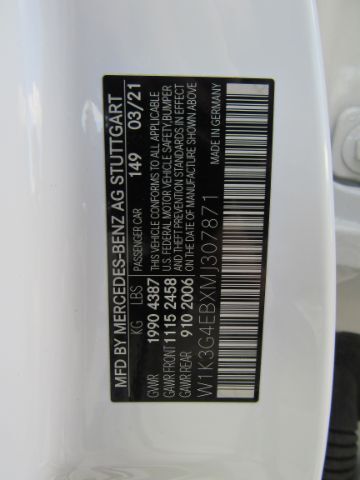 MFD BY MERCEDES-BENZ AG STUTTGART
KG LBS PASSENGER CAR 149 03/21
GVWR 1990 4387 THIS VEHICLE CONFORMS TO ALL APPLICABLE
GAWR FRONT 1115 2458 U.S. FEDERAL MOTOR VEHICLE SAFETY, BUMPER
GAWR REAR 910 2006 AND THEFT PREVENTION STANDARDS IN EFFECT
ON THE DATE OF MANUFACTURE SHOWN ABOVE.
MADE IN GERMANY
W1K3G4EBXMJ307871